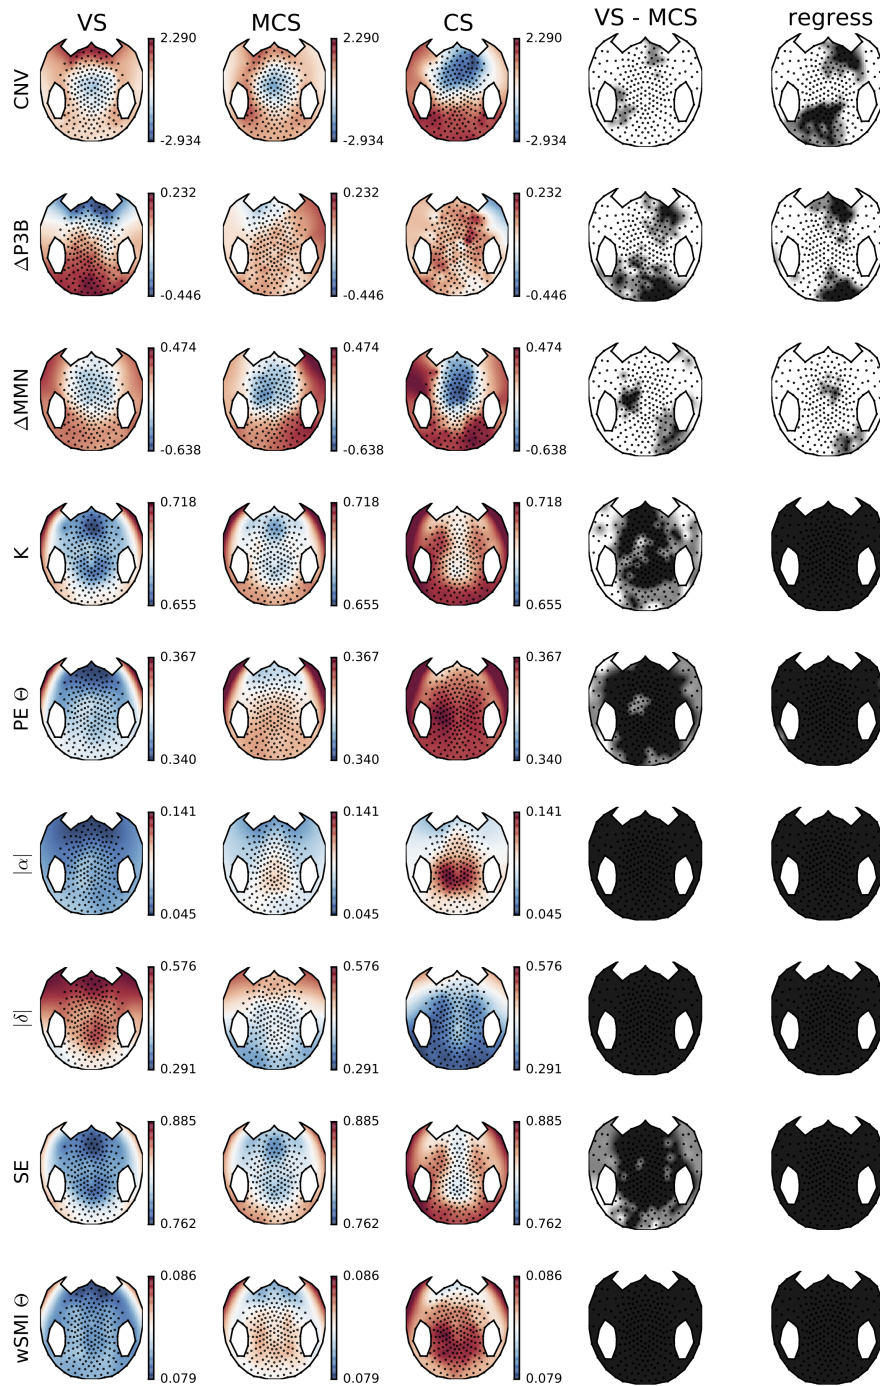 VS MCS CS VS - MCS regress
CNV 2.290 2.290 2.290
-2.934 -2.934 -2.934
ΔP3B 0.232 0.232 0.232
-0.446 -0.446 -0.446
ΔMMN 0.474 0.474 0.474
-0.638 -0.638 -0.638
K 0.718 0.718 0.718
0.655 0.655 0.655
PE Θ 0.367 0.367 0.367
0.340 0.340 0.340
|α| 0.141 0.141 0.141
0.045 0.045 0.045
|δ| 0.576 0.576 0.576
0.291 0.291 0.291
SE 0.885 0.885 0.885
0.762 0.762 0.762
wSMI Θ 0.086 0.086 0.086
0.079 0.079 0.079